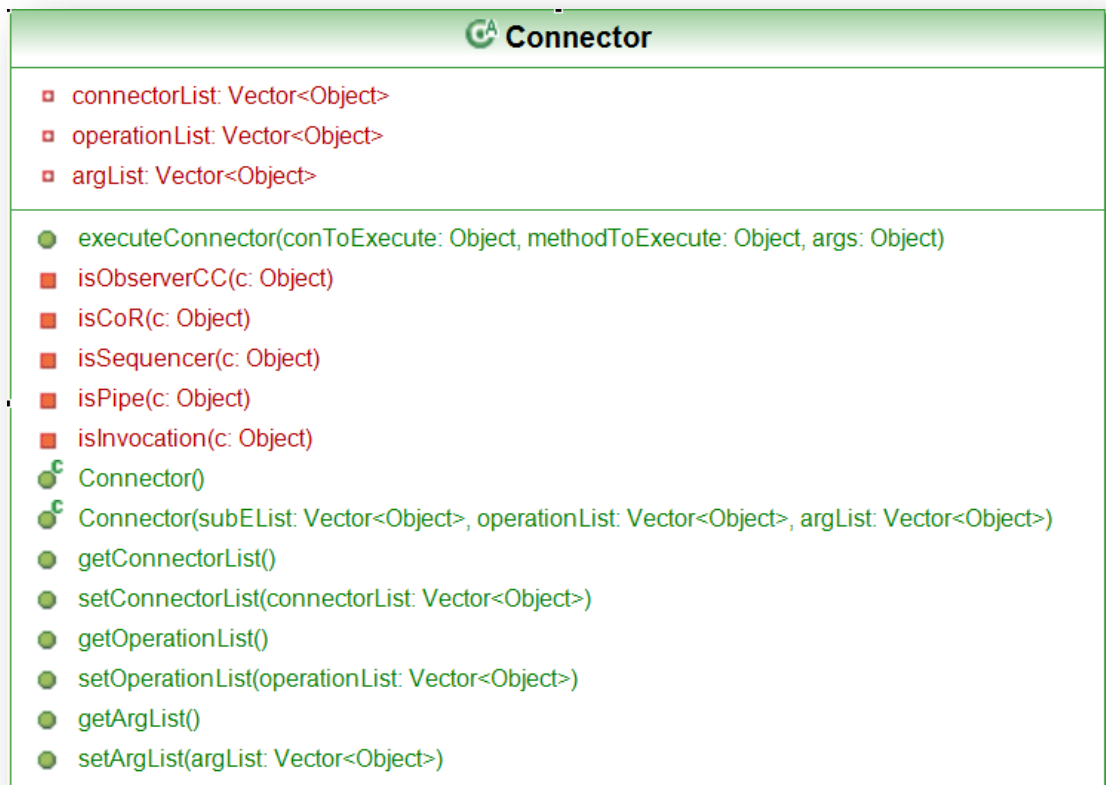 Connector
connectorList: Vector<Object>
operationList: Vector<Object>
argList: Vector<Object>
executeConnector(conToExecute: Object, methodToExecute: Object, args: Object)
isObserverCC(c: Object)
isCoR(c: Object)
isSequencer(c: Object)
isPipe(c: Object)
isInvocation(c: Object)
Connector()
Connector(subEList: Vector<Object>, operationList: Vector<Object>, argList: Vector<Object>)
getConnectorList()
setConnectorList(connectorList: Vector<Object>)
getOperationList()
setOperationList(operationList: Vector<Object>)
getArgList()
setArgList(argList: Vector<Object>)